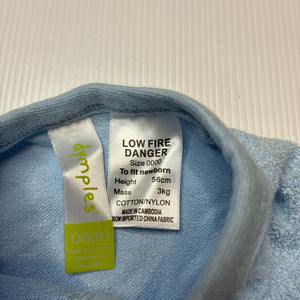 dymples
0000
LOW FIRE
DANGER
Size 0000
To fit newborn
Height 56cm
Mass 3kg
COTTON/NYLON
MADE IN CAMBODIA
FROM IMPORTED CHINA FABRIC